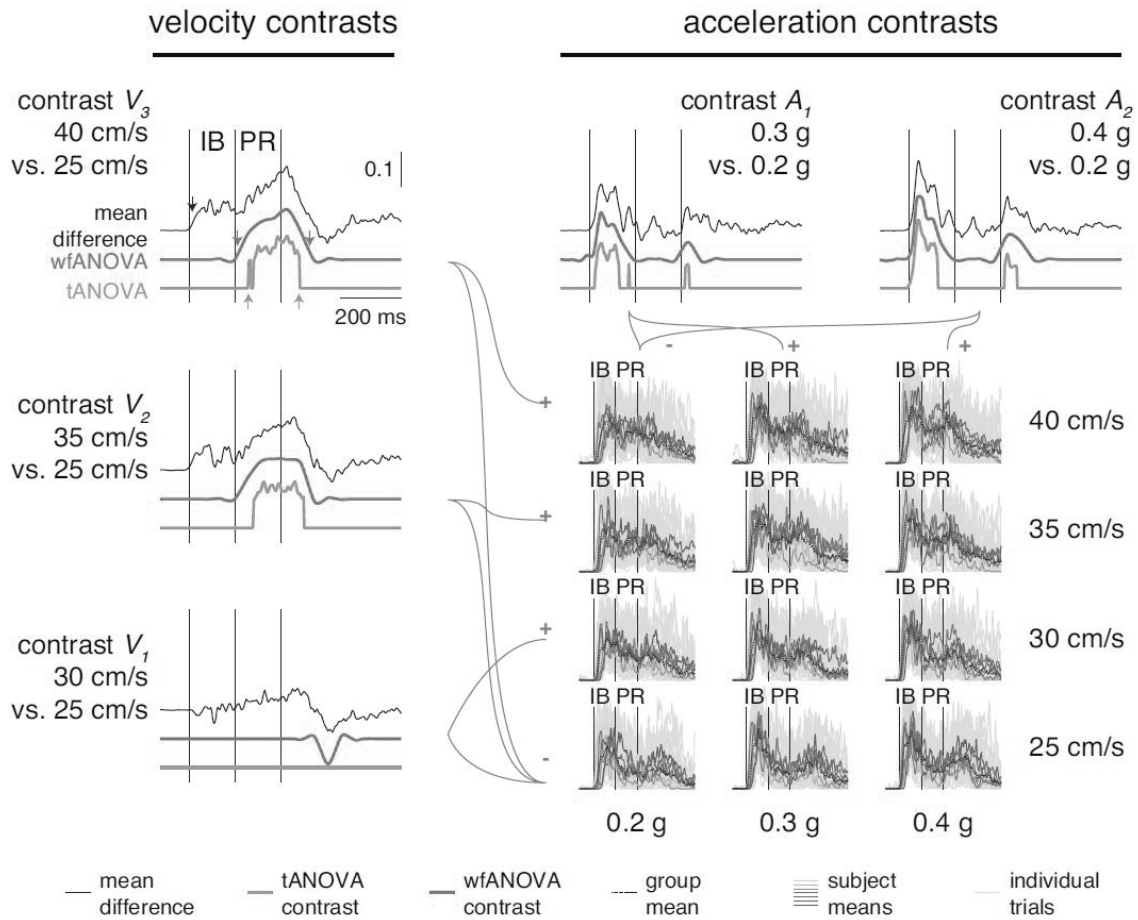 velocity contrasts
acceleration contrasts
contrast V3
40 cm/s
vs. 25 cm/s
IB PR
0.1
mean
difference
wfANOVA
tANOVA
200 ms
contrast A1
0.3 g
vs. 0.2 g
contrast A2
0.4 g
vs. 0.2 g
- + +
contrast V2
35 cm/s
vs. 25 cm/s
contrast V1
30 cm/s
vs. 25 cm/s
+
+
+
-
IB PR IB PR IB PR
40 cm/s
IB PR IB PR IB PR
35 cm/s
IB PR IB PR IB PR
30 cm/s
IB PR IB PR IB PR
25 cm/s
0.2 g 0.3 g 0.4 g
mean
difference
tANOVA
contrast
wfANOVA
contrast
group
mean
subject
means
individual
trials